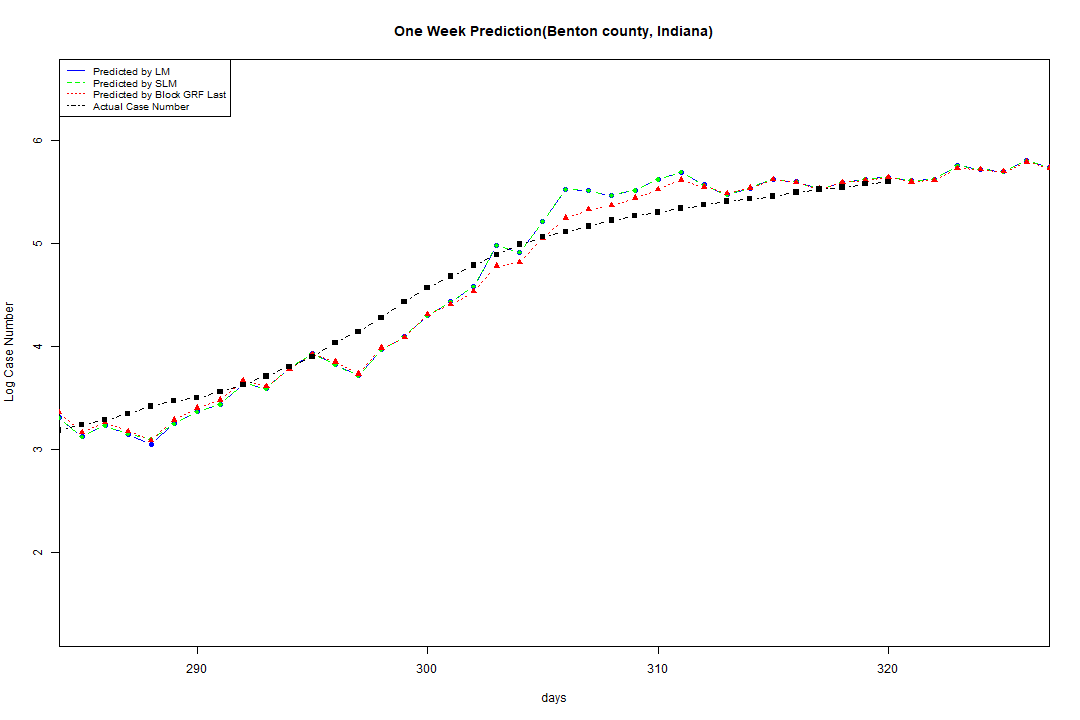 One Week Prediction(Benton county, Indiana)
Predicted by LM
Predicted by SLM
Predicted by Block GRF Last
Actual Case Number
6
5
4
3
2
Log Case Number
290 300 310 320
days